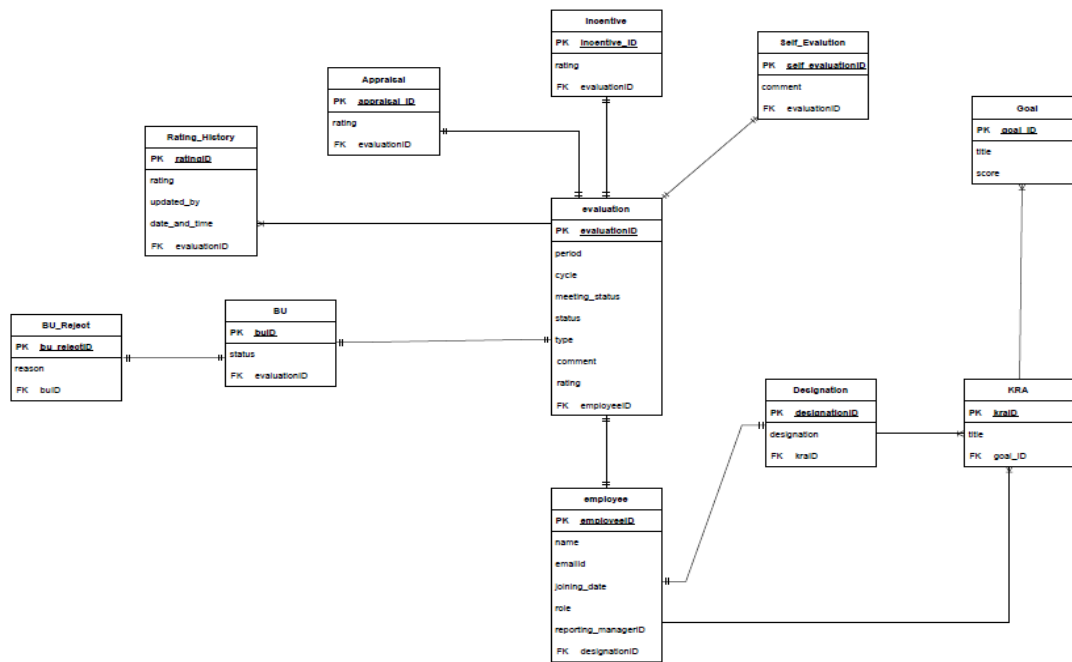 Incentive
PK Incentive_ID
rating
FK evaluationID
Self_Evalution
PK self_evaluationID
comment
FK evaluationID
Appraisal
PK appraisal_ID
rating
FK evaluationID
Goal
PK goal_ID
title
score
Rating_History
PK ratingID
rating
updated_by
date_and_time
FK evaluationID
evaluation
PK evaluationID
period
cycle
meeting_status
status
type
comment
rating
FK employeeID
BU
PK buID
status
FK evaluationID
BU_Reject
PK bu_rejectID
reason
FK buID
Designation
PK designationID
designation
FK kraID
KRA
PK kraID
title
FK goal_ID
employee
PK employeeID
name
emailid
joining_date
role
reporting_managerID
FK designationID